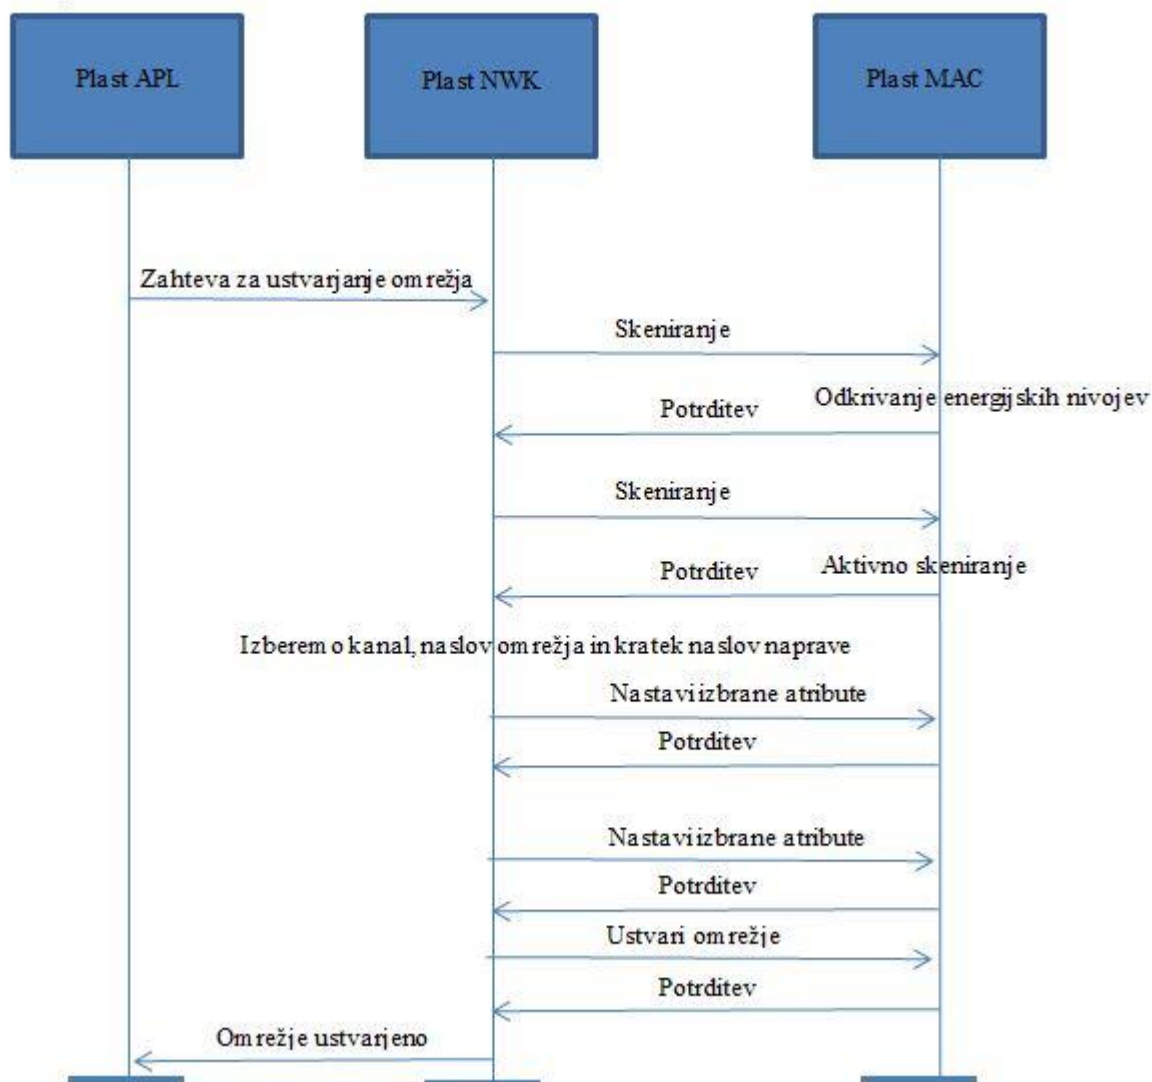 Plast APL
Plast NWK
Plast MAC
Zahteva za ustvarjanje omrežja
Skeniranje
Odkrivanje energijskih nivojev
Potrditev
Skeniranje
Aktivno skeniranje
Potrditev
Izberemo kanal, naslov omrežja in kratek naslov naprave
Nastavi izbrane atribute
Potrditev
Nastavi izbrane atribute
Potrditev
Ustvari omrežje
Potrditev
Omrežje ustvarjeno